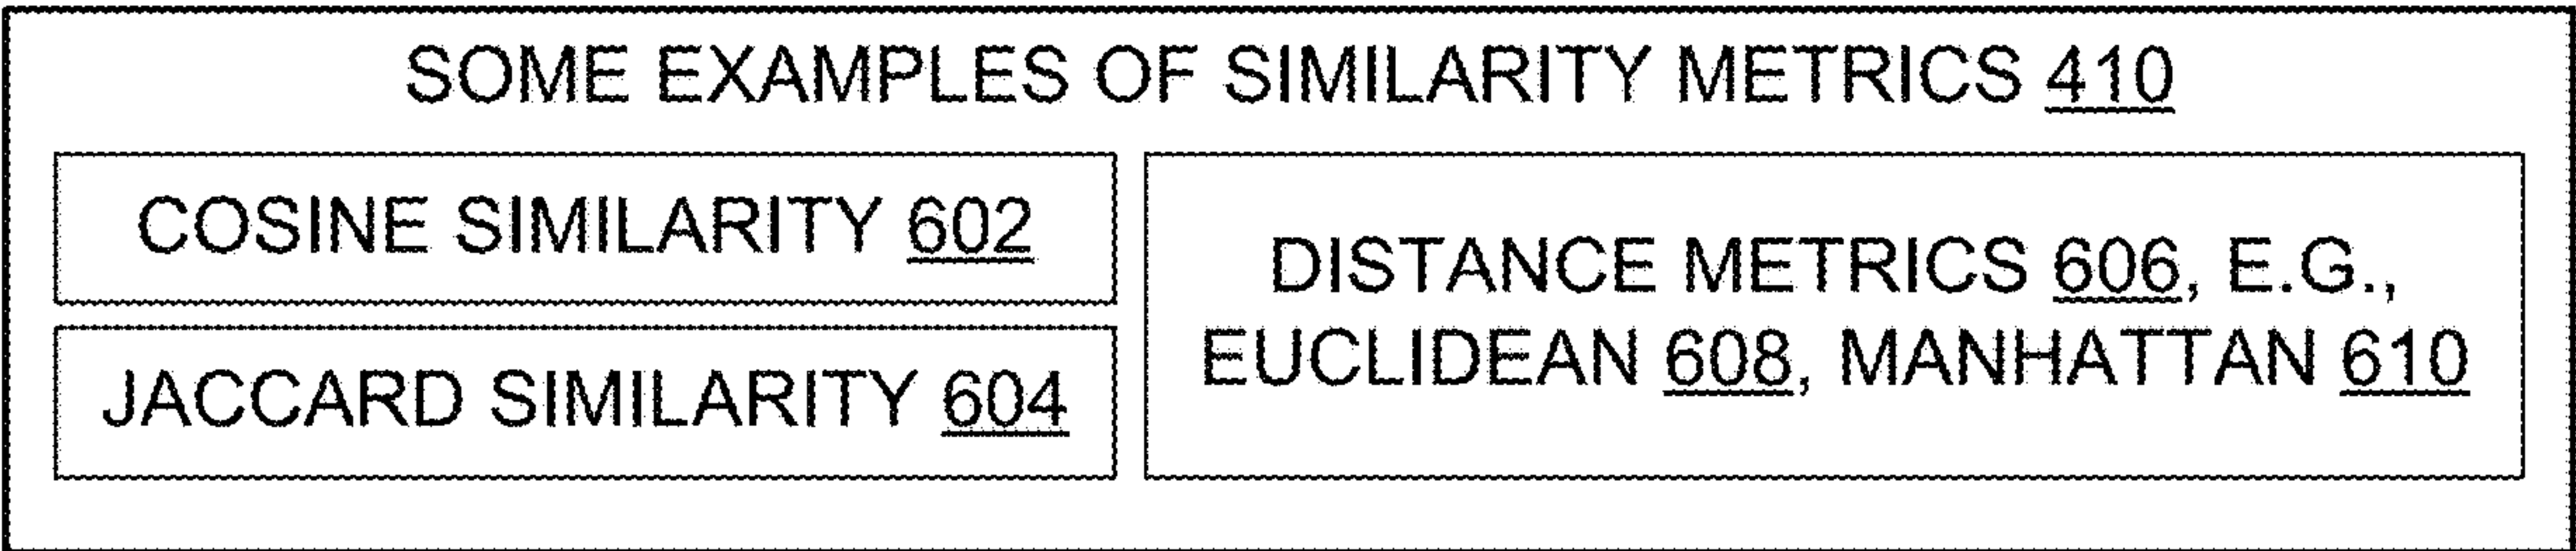 SOME EXAMPLES OF SIMILARITY METRICS 410
COSINE SIMILARITY 602
JACCARD SIMILARITY 604
DISTANCE METRICS 606, E.G.,
EUCLIDEAN 608, MANHATTAN 610